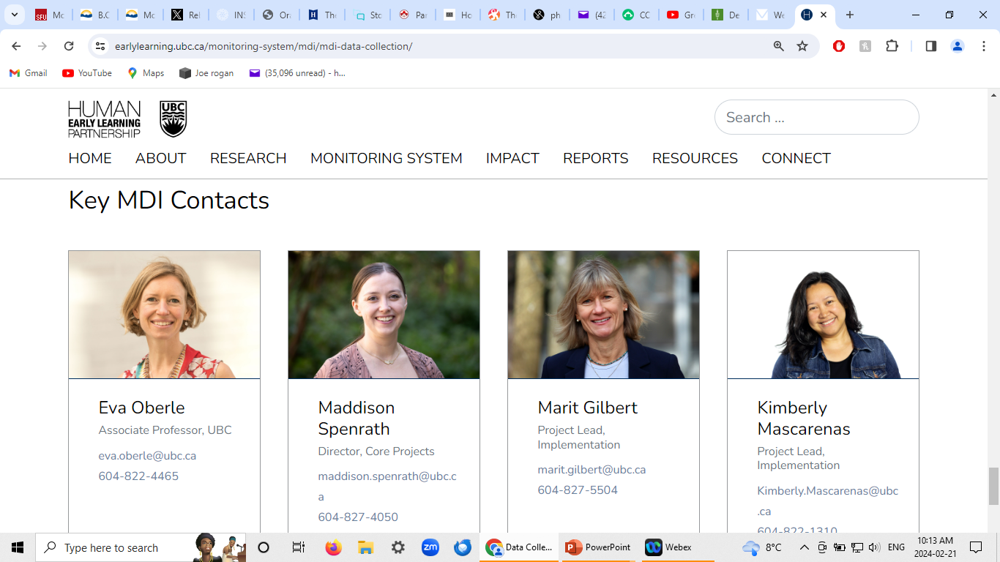 Mc
B.C
Mc
Rel
INS
Ora
The
Sto
Par
Ho
The
ph
(42
CC
Gro
De
We
earlylearning.ubc.ca/monitoring-system/mdi/mdi-data-collection/
Gmail
YouTube
Maps
Joe rogan
(35,096 unread) - h...
HUMAN
EARLY LEARNING
PARTNERSHIP
UBC
Search ...
HOME ABOUT RESEARCH MONITORING SYSTEM IMPACT REPORTS RESOURCES CONNECT
Key MDI Contacts
Eva Oberle
Associate Professor, UBC
eva.oberle@ubc.ca
604-822-4465
Maddison
Spenrath
Director, Core Projects
maddison.spenrath@ubc.c
a
604-827-4050
Marit Gilbert
Project Lead,
Implementation
marit.gilbert@ubc.ca
604-827-5504
Kimberly
Mascarenas
Project Lead,
Implementation
Kimberly.Mascarenas@ubc
.ca
604-822-1310
Type here to search
zm
Data Colle...
PowerPoint
Webex
8°C
ENG
10:13 AM
2024-02-21